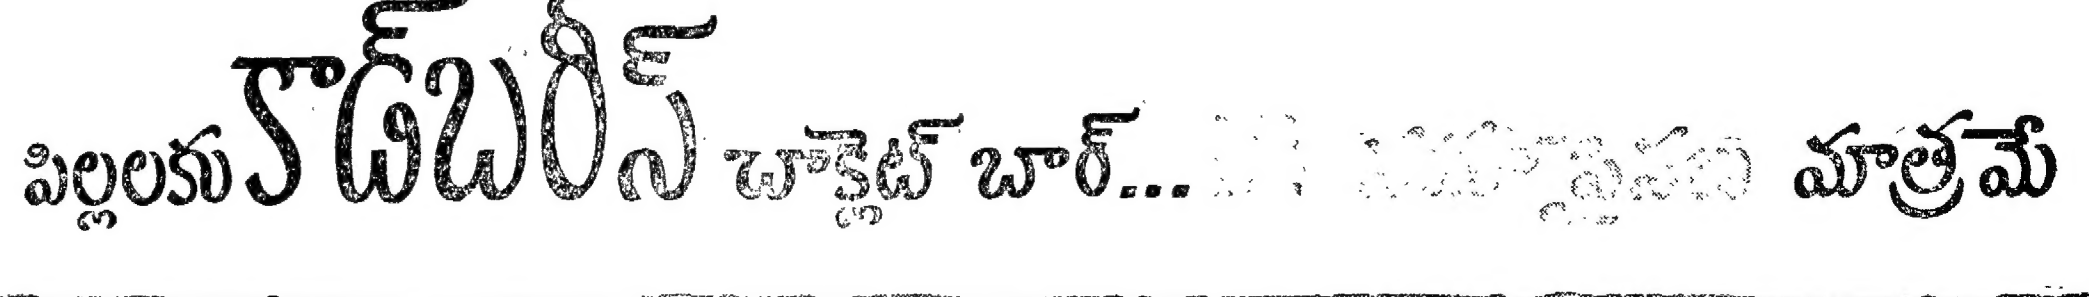 పిల్లలకు కాడ్‌బరీస్ చాక్లెట్ బార్... మాత్రమే